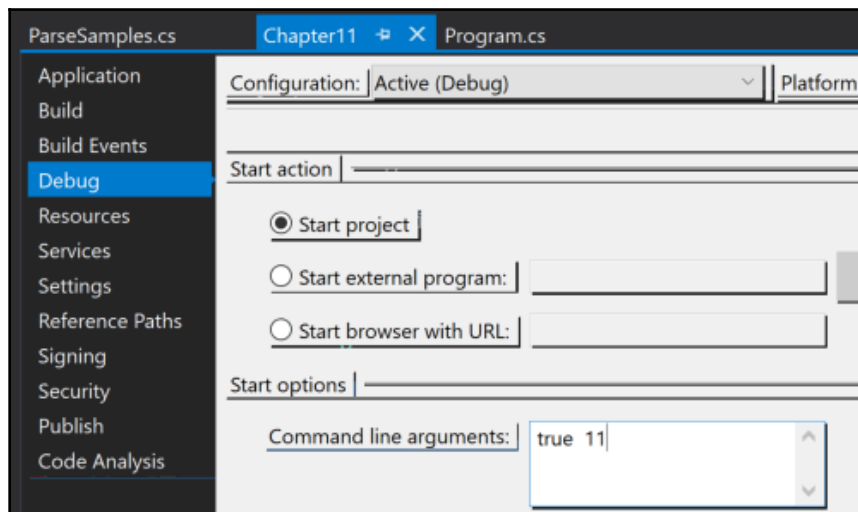 ParseSamples.cs Chapter11 Program.cs
Application
Build
Build Events
Debug
Resources
Services
Settings
Reference Paths
Signing
Security
Publish
Code Analysis
Configuration: Active (Debug) Platform
Start action
Start project
Start external program:
Start browser with URL:
Start options
Command line arguments: true 11